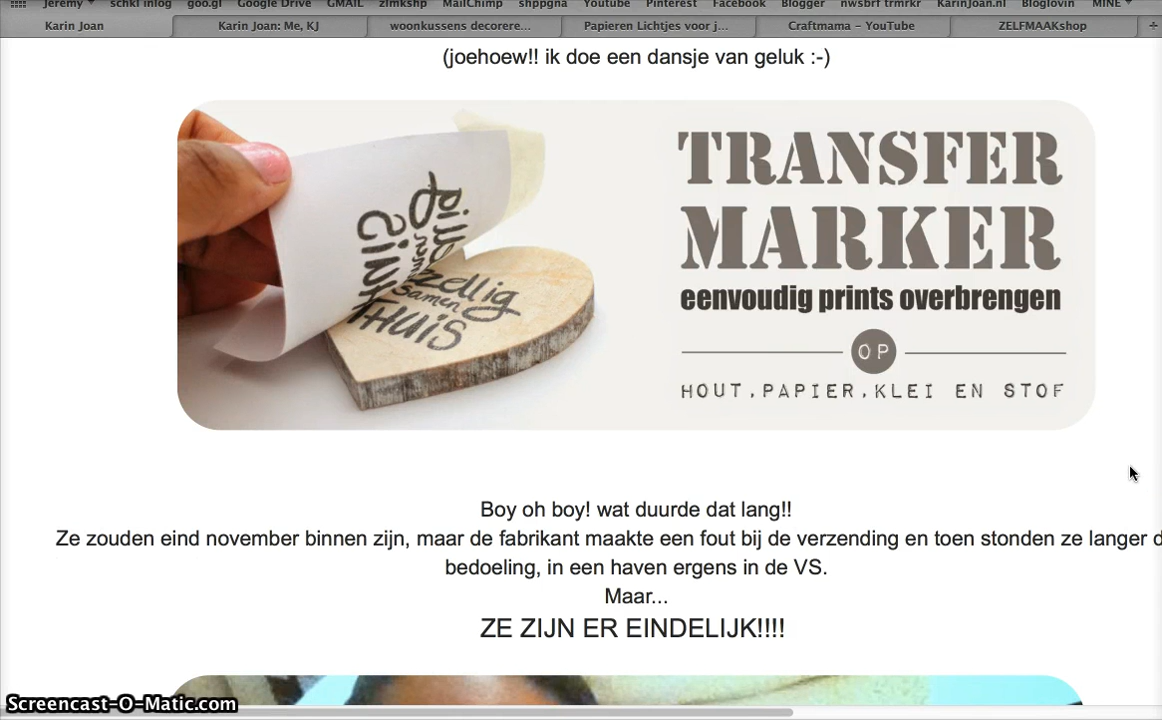 Jeremy schkl inlog goo.gl Google Drive GMAIL zlmkshp MailChimp shppgna Youtube Pinterest Facebook Blogger nwsbrf trmrkr KarinJoan.nl Bloglovin MINE
Karin Joan Karin Joan: Me, KJ woonkussens decorere... Papieren Lichtjes voor j... Craftmama – YouTube ZELFMAAKshop
(joehoew!! ik doe een dansje van geluk :-)
TRANSFER
MARKER
eenvoudig prints overbrengen
OP
HOUT,PAPIER,KLEI EN STOF
zellig
samen
THUIS
Boy oh boy! wat duurde dat lang!!
Ze zouden eind november binnen zijn, maar de fabrikant maakte een fout bij de verzending en toen stonden ze langer d
bedoeling, in een haven ergens in de VS.
Maar...
ZE ZIJN ER EINDELIJK!!!!
Screencast-O-Matic.com